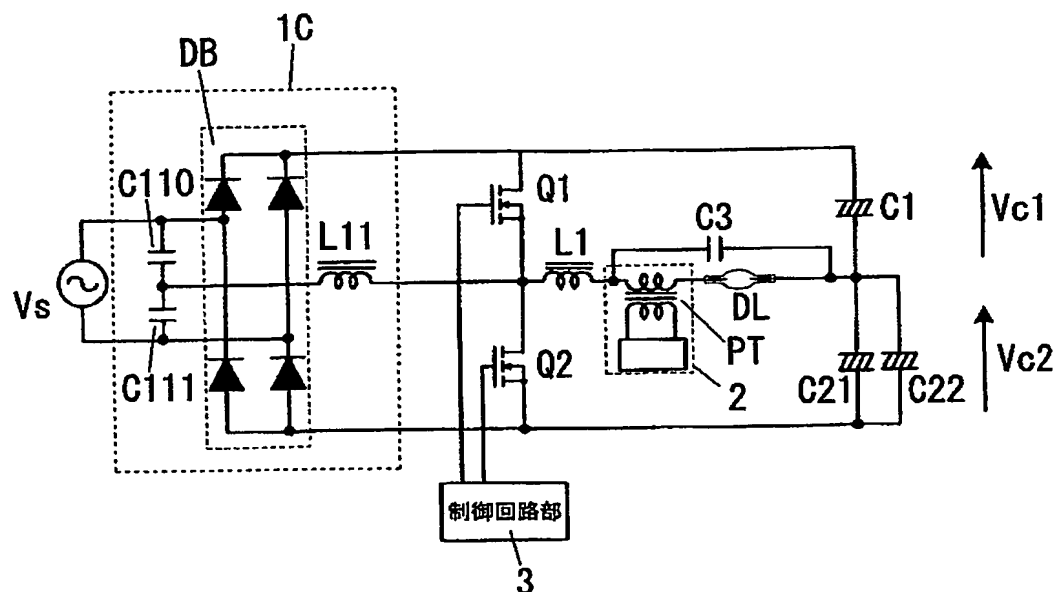 1C
DB
C110
Q1
C3
C1
Vc1
L11
L1
Vs
DL
PT
C111
Q2
2
C21
C22
Vc2
制御回路部
3